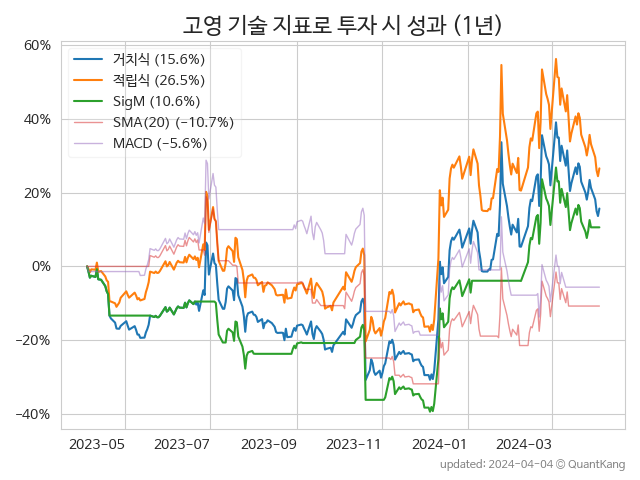 고영 기술 지표로 투자 시 성과 (1년)
60%
40%
20%
0%
−20%
−40%
거치식 (15.6%)
적립식 (26.5%)
SigM (10.6%)
SMA(20) (−10.7%)
MACD (−5.6%)
2023-05 2023-07 2023-09 2023-11 2024-01 2024-03
updated: 2024-04-04 © QuantKang